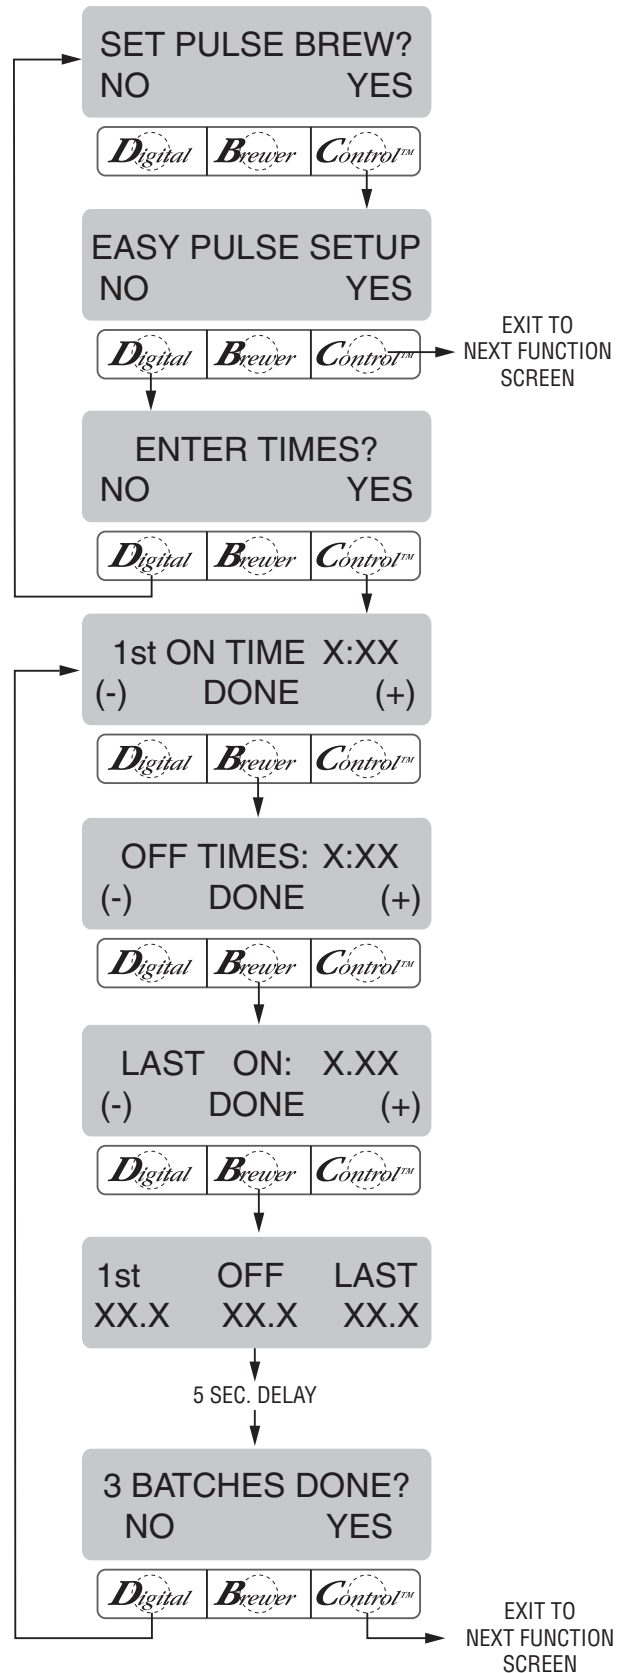 SET PULSE BREW?
NO YES
Digital Brewer Control™
EASY PULSE SETUP
NO YES
Digital Brewer Control™
EXIT TO
NEXT FUNCTION
SCREEN
ENTER TIMES?
NO YES
Digital Brewer Control™
1st ON TIME X:XX
(-) DONE (+)
Digital Brewer Control™
OFF TIMES: X:XX
(-) DONE (+)
Digital Brewer Control™
LAST ON: X.XX
(-) DONE (+)
Digital Brewer Control™
1st OFF LAST
XX.X XX.X XX.X
5 SEC. DELAY
3 BATCHES DONE?
NO YES
Digital Brewer Control™
EXIT TO
NEXT FUNCTION
SCREEN